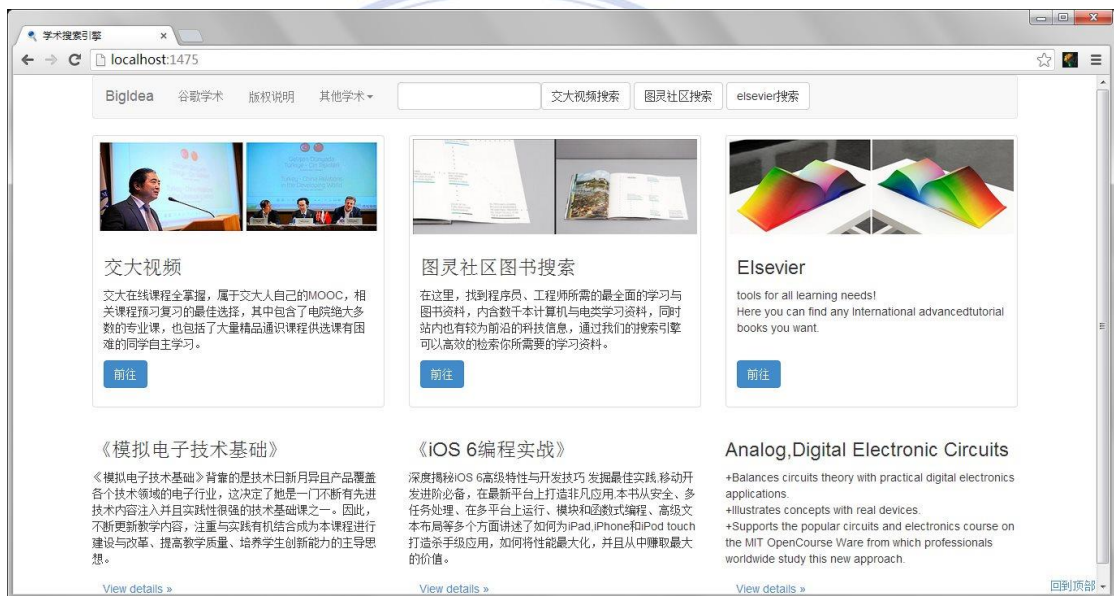 学术搜索引擎
localhost:1475
BigIdea 谷歌学术 版权说明 其他学术 交大视频搜索 图灵社区搜索 elsevier搜索
交大视频
交大在线课程全掌握，属于交大人自己的MOOC，相
关课程预习复习的最佳选择，其中包含了电院绝大多
数的专业课，也包括了大量精品通识课程供选课有困
难的同学自主学习。
前往
图灵社区图书搜索
在这里，找到程序员、工程师所需的最全面的学习与
图书资料，内含数千本计算机与电类学习资料，同时
站内也有较为前沿的科技信息，通过我们的搜索引擎
可以高效的检索你所需要的学习资料。
前往
Elsevier
tools for all learning needs!
Here you can find any International advancedtutorial
books you want.
前往
《模拟电子技术基础》
《模拟电子技术基础》背靠的是技术日新月异且产品覆盖
各个技术领域的电子行业，这决定了她是一门不断有先进
技术内容注入并且实践性很强的技术基础课之一。因此，
不断更新教学内容，注重与实践有机结合成为本课程进行
建设与改革、提高教学质量、培养学生创新能力的主导思
想。
View details »
《iOS 6编程实战》
深度揭秘iOS 6高级特性与开发技巧 发掘最佳实践,移动开
发进阶必备，在最新平台上打造非凡应用.本书从安全、多
任务处理、在多平台上运行、模块和函数式编程、高级文
本布局等多个方面讲述了如何为iPad,iPhone和iPod touch
打造杀手级应用，如何将性能最大化，并且从中赚取最大
的价值。
View details »
Analog,Digital Electronic Circuits
+Balances circuits theory with practical digital electronics
applications.
+Illustrates concepts with real devices.
+Supports the popular circuits and electronics course on
the MIT OpenCourse Ware from which professionals
worldwide study this new approach.
View details »
回到顶部